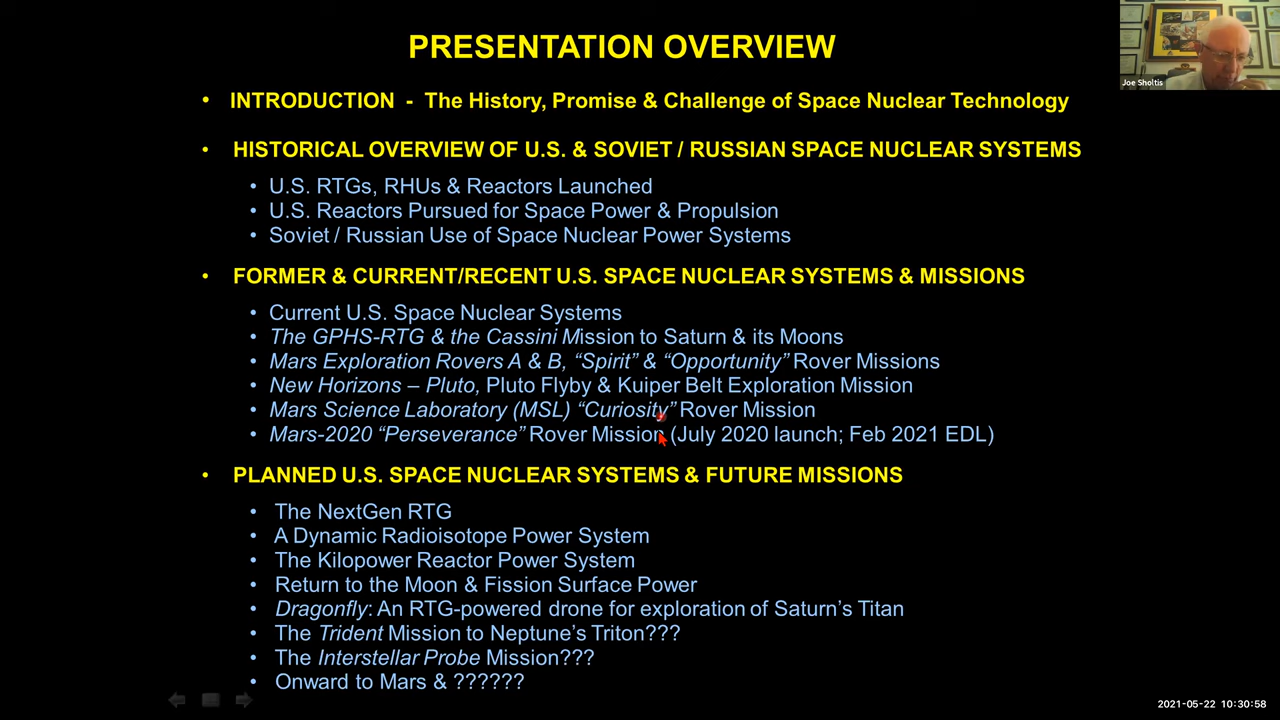 PRESENTATION OVERVIEW
Joe Sholtis
• INTRODUCTION - The History, Promise & Challenge of Space Nuclear Technology
• HISTORICAL OVERVIEW OF U.S. & SOVIET / RUSSIAN SPACE NUCLEAR SYSTEMS
• U.S. RTGs, RHUs & Reactors Launched
• U.S. Reactors Pursued for Space Power & Propulsion
• Soviet / Russian Use of Space Nuclear Power Systems
• FORMER & CURRENT/RECENT U.S. SPACE NUCLEAR SYSTEMS & MISSIONS
• Current U.S. Space Nuclear Systems
• The GPHS-RTG & the Cassini Mission to Saturn & its Moons
• Mars Exploration Rovers A & B, “Spirit” & “Opportunity” Rover Missions
• New Horizons – Pluto, Pluto Flyby & Kuiper Belt Exploration Mission
• Mars Science Laboratory (MSL) “Curiosity” Rover Mission
• Mars-2020 “Perseverance” Rover Mission (July 2020 launch; Feb 2021 EDL)
• PLANNED U.S. SPACE NUCLEAR SYSTEMS & FUTURE MISSIONS
• The NextGen RTG
• A Dynamic Radioisotope Power System
• The Kilopower Reactor Power System
• Return to the Moon & Fission Surface Power
• Dragonfly: An RTG-powered drone for exploration of Saturn’s Titan
• The Trident Mission to Neptune’s Triton???
• The Interstellar Probe Mission???
• Onward to Mars & ??????
2021-05-22 10:30:58